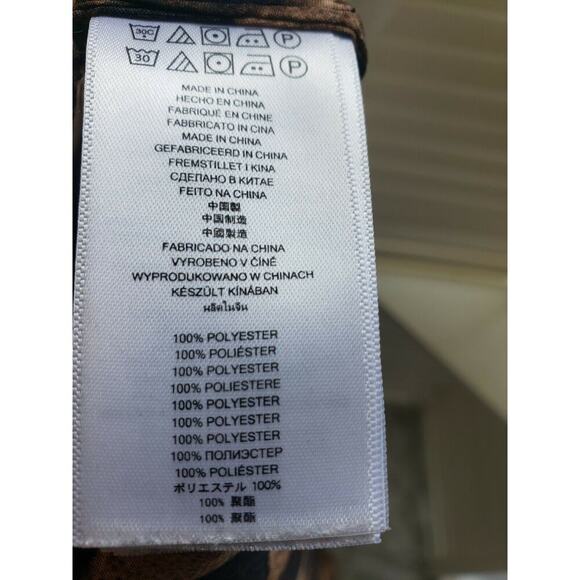 30C P
30 P
MADE IN CHINA
HECHO EN CHINA
FABRIQUÉ EN CHINE
FABBRICATO IN CINA
MADE IN CHINA
GEFABRICEERD IN CHINA
FREMSTILLET I KINA
СДЕЛАНО В КИТАЕ
FEITO NA CHINA
中国製
中国制造
中國製造
FABRICADO NA CHINA
VYROBENO V ČÍNĚ
WYPRODUKOWANO W CHINACH
KÉSZÜLT KÍNÁBAN
ผลิตในจีน
100% POLYESTER
100% POLIÉSTER
100% POLYESTER
100% POLIESTERE
100% POLYESTER
100% POLYESTER
100% POLYESTER
100% ПОЛИЭСТЕР
100% POLIÉSTER
ポリエステル 100%
100% 聚酯
100% 聚酯